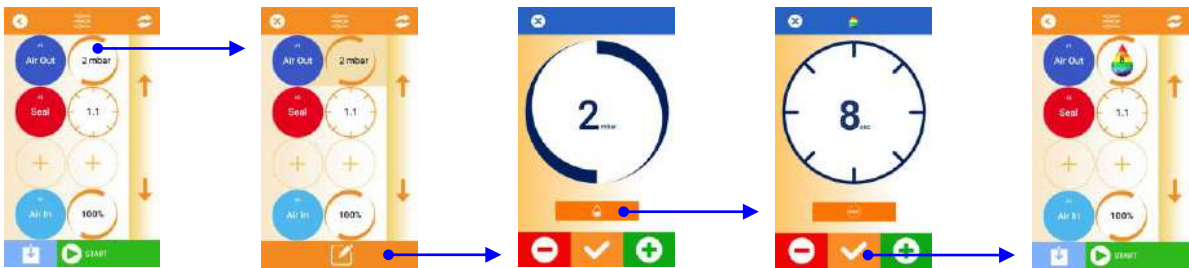 Air Out 2 mbar
Seal 1.1
Air In 100%
START
Air Out 2 mbar
Seal 1.1
Air In 100%
2 mbar
8 sec
Air Out 8
Seal 1.1
Air In 100%
START